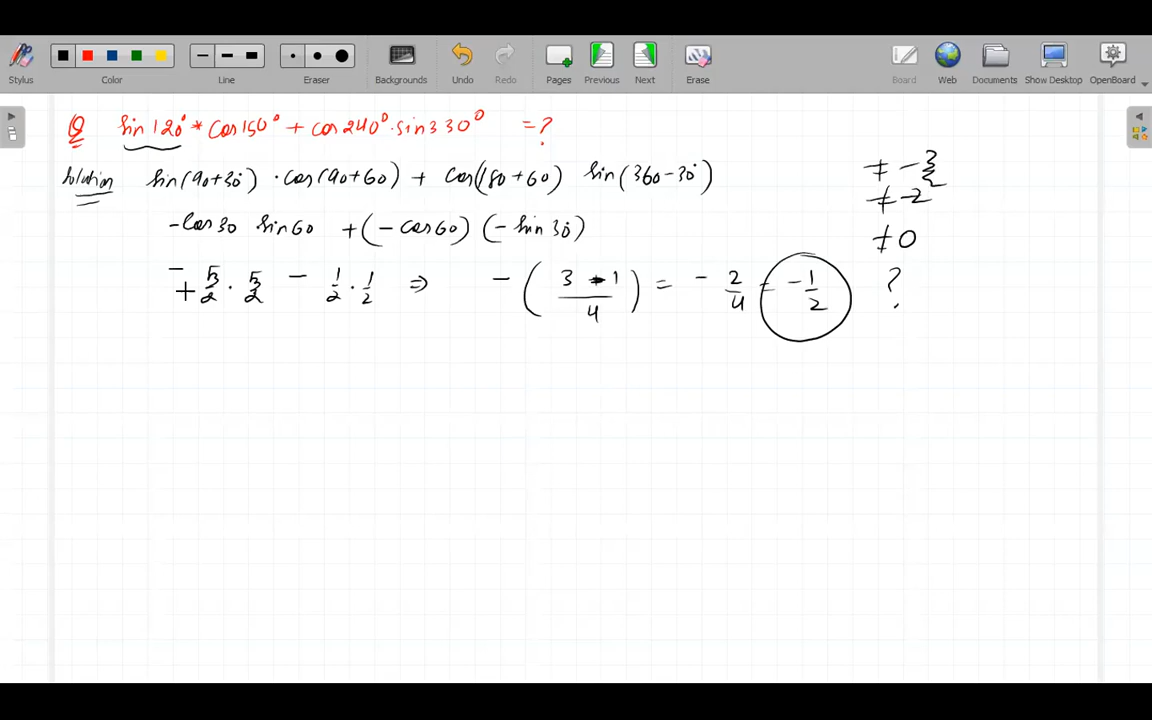 Stylus Color Line Eraser Backgrounds Undo Redo Pages Previous Next Erase Board Web Documents Show Desktop OpenBoard
Q sin 120° * cos 150° + cos 240° · sin 330° = ?
Solution sin(90+30°) · cos(90+60) + cos(180+60) sin(360-30°)
-cos 30 sin 60 + (-cos 60) (-sin 30°)
- + √3/2 · √3/2 - 1/2 · 1/2 ⇒ - ( 3 - 1 / 4 ) = - 2/4 = -1/2
≠ -3/2
≠ -2
≠ 0
?